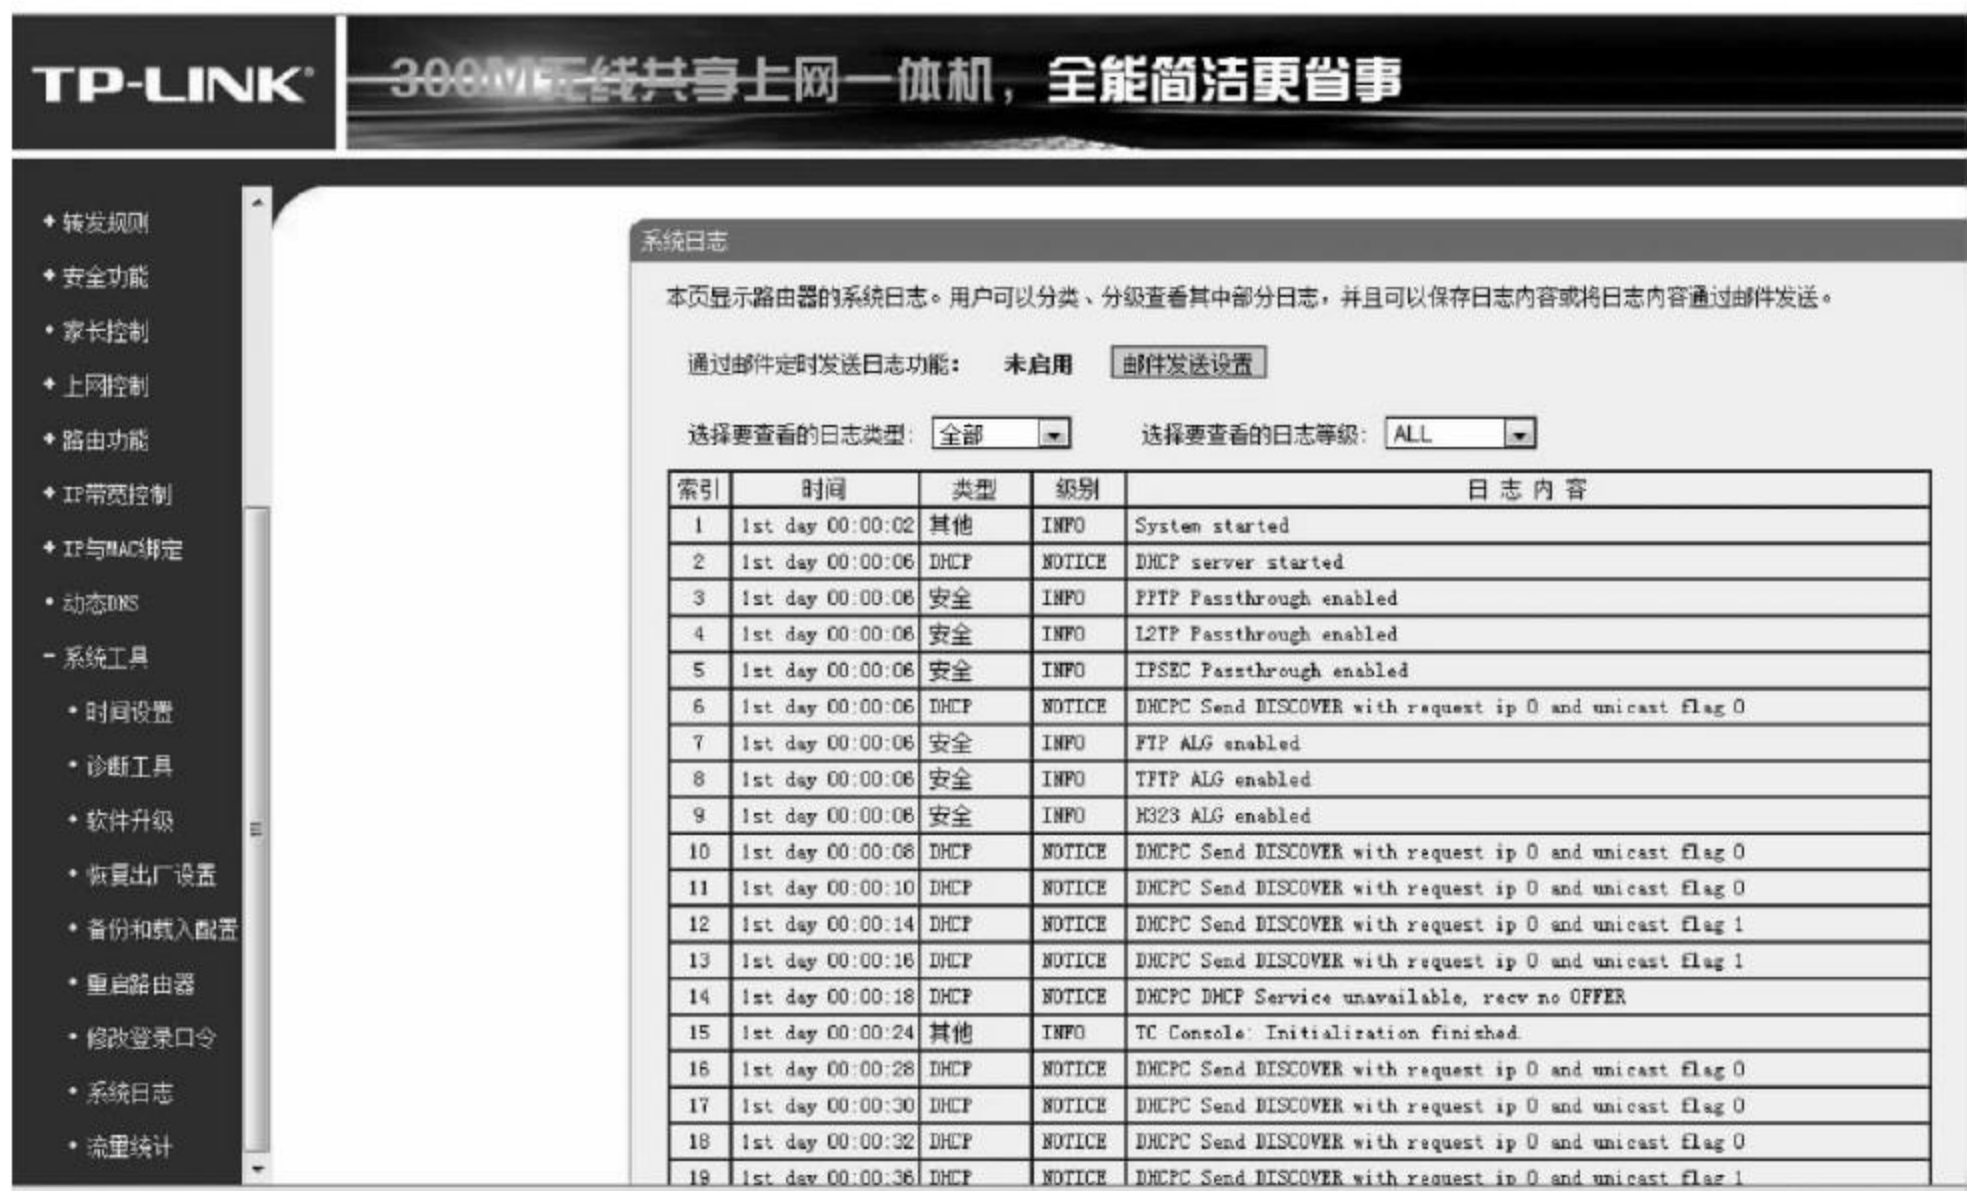 TP-LINK®
300M无线共享上网一体机，全能简洁更省事
+ 转发规则
+ 安全功能
• 家长控制
+ 上网控制
+ 路由功能
+ IP带宽控制
+ IP与MAC绑定
• 动态DNS
- 系统工具
• 时间设置
• 诊断工具
• 软件升级
• 恢复出厂设置
• 备份和载入配置
• 重启路由器
• 修改登录口令
• 系统日志
• 流量统计
系统日志
本页显示路由器的系统日志。用户可以分类、分级查看其中部分日志，并且可以保存日志内容或将日志内容通过邮件发送。
通过邮件定时发送日志功能： 未启用 邮件发送设置
选择要查看的日志类型： 全部 选择要查看的日志等级： ALL
索引 时间 类型 级别 日 志 内 容
1 1st day 00:00:02 其他 INFO System started
2 1st day 00:00:06 DHCP NOTICE DHCP server started
3 1st day 00:00:06 安全 INFO PPTP Passthrough enabled
4 1st day 00:00:06 安全 INFO L2TP Passthrough enabled
5 1st day 00:00:06 安全 INFO IPSEC Passthrough enabled
6 1st day 00:00:06 DHCP NOTICE DHCPC Send DISCOVER with request ip 0 and unicast flag 0
7 1st day 00:00:06 安全 INFO FTP ALG enabled
8 1st day 00:00:06 安全 INFO TFTP ALG enabled
9 1st day 00:00:06 安全 INFO H323 ALG enabled
10 1st day 00:00:08 DHCP NOTICE DHCPC Send DISCOVER with request ip 0 and unicast flag 0
11 1st day 00:00:10 DHCP NOTICE DHCPC Send DISCOVER with request ip 0 and unicast flag 0
12 1st day 00:00:14 DHCP NOTICE DHCPC Send DISCOVER with request ip 0 and unicast flag 1
13 1st day 00:00:16 DHCP NOTICE DHCPC Send DISCOVER with request ip 0 and unicast flag 1
14 1st day 00:00:18 DHCP NOTICE DHCPC DHCP Service unavailable, recv no OFFER
15 1st day 00:00:24 其他 INFO TC Console: Initialization finished.
16 1st day 00:00:28 DHCP NOTICE DHCPC Send DISCOVER with request ip 0 and unicast flag 0
17 1st day 00:00:30 DHCP NOTICE DHCPC Send DISCOVER with request ip 0 and unicast flag 0
18 1st day 00:00:32 DHCP NOTICE DHCPC Send DISCOVER with request ip 0 and unicast flag 0
19 1st day 00:00:36 DHCP NOTICE DHCPC Send DISCOVER with request ip 0 and unicast flag 1